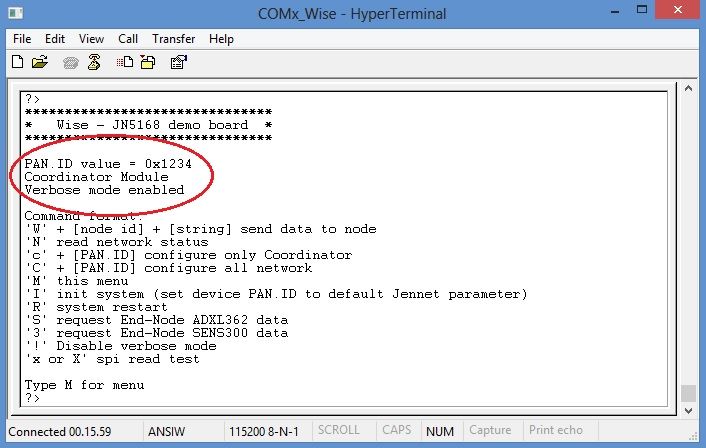 COMx_Wise - HyperTerminal
File Edit View Call Transfer Help
?>
*******************************
*   Wise - JN5168 demo board  *
*******************************
PAN.ID value = 0x1234
Coordinator Module
Verbose mode enabled
Command format:
'W' + [node id] + [string] send data to node
'N' read network status
'c' + [PAN.ID] configure only Coordinator
'C' + [PAN.ID] configure all network
'M' this menu
'I' init system (set device PAN.ID to default Jennet parameter)
'R' system restart
'S' request End-Node ADXL362 data
'3' request End-Node SENS300 data
'!' Disable verbose mode
'x or X' spi read test
Type M for menu
?>
Connected 00.15.59 ANSIW 115200 8-N-1 SCROLL CAPS NUM Capture Print echo